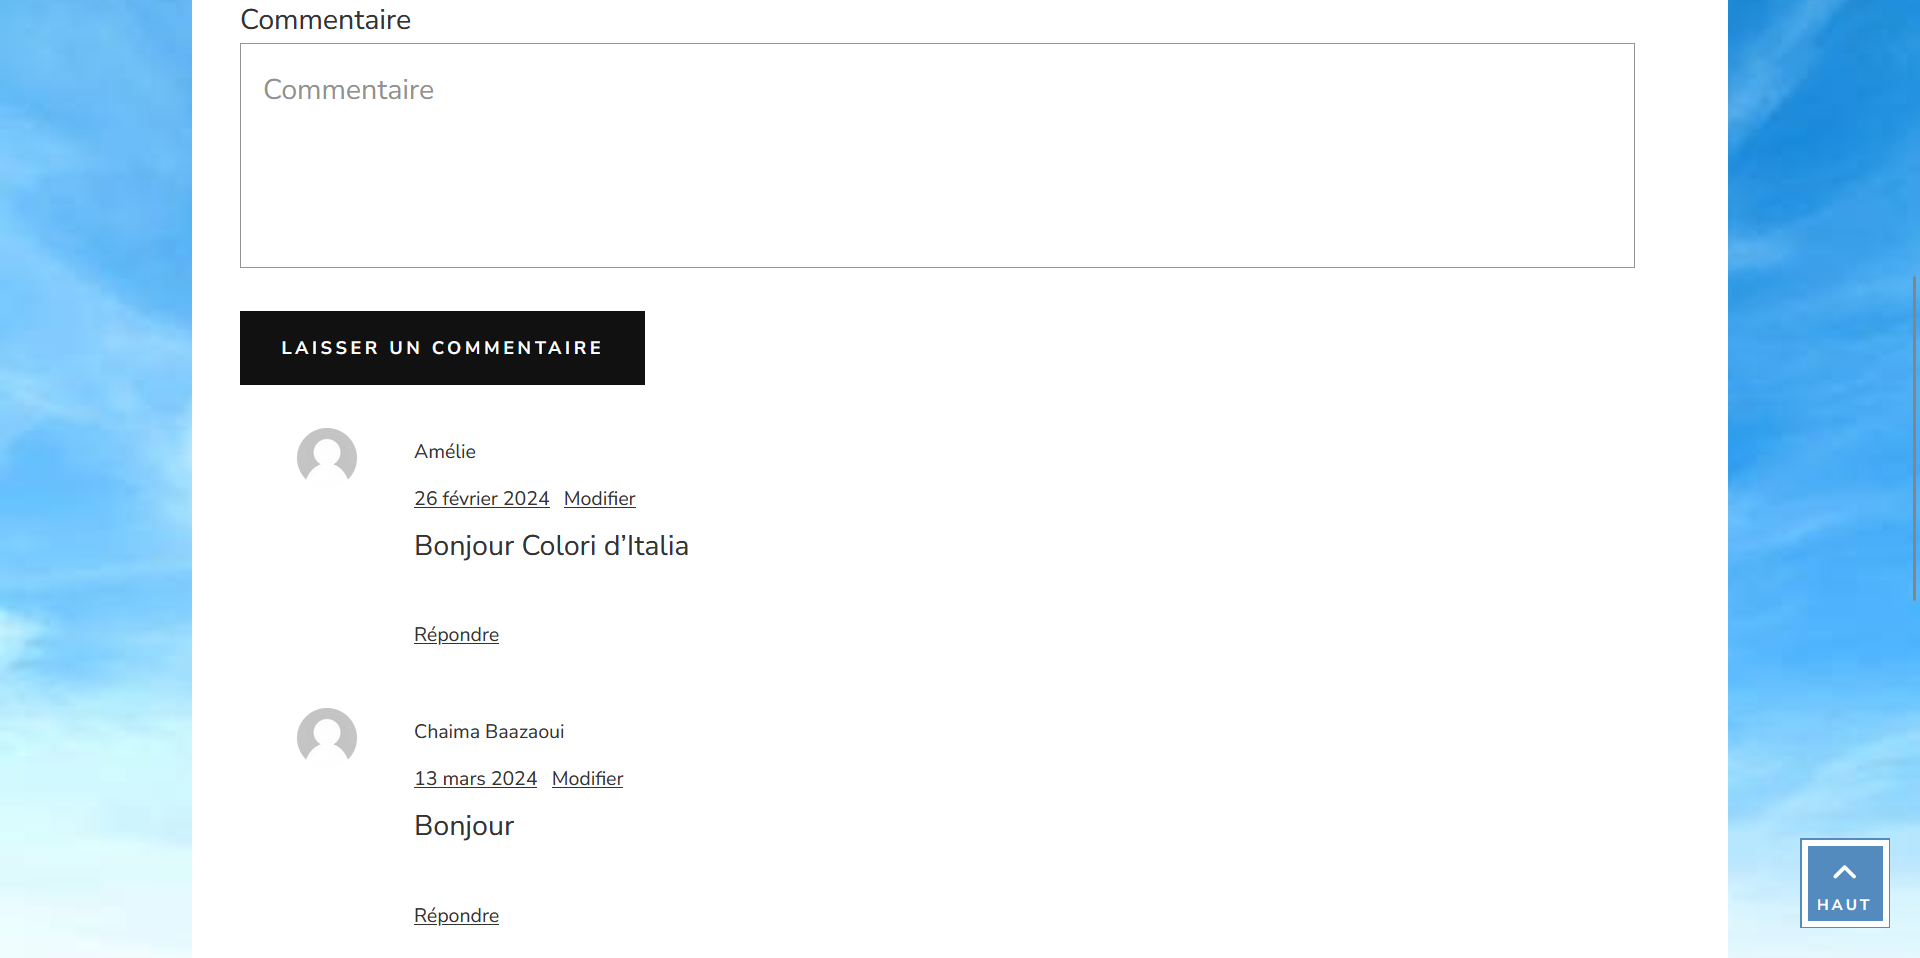 Commentaire
Commentaire
LAISSER UN COMMENTAIRE
Amélie
26 février 2024 Modifier
Bonjour Colori d’Italia
Répondre
Chaima Baazaoui
13 mars 2024 Modifier
Bonjour
Répondre
HAUT